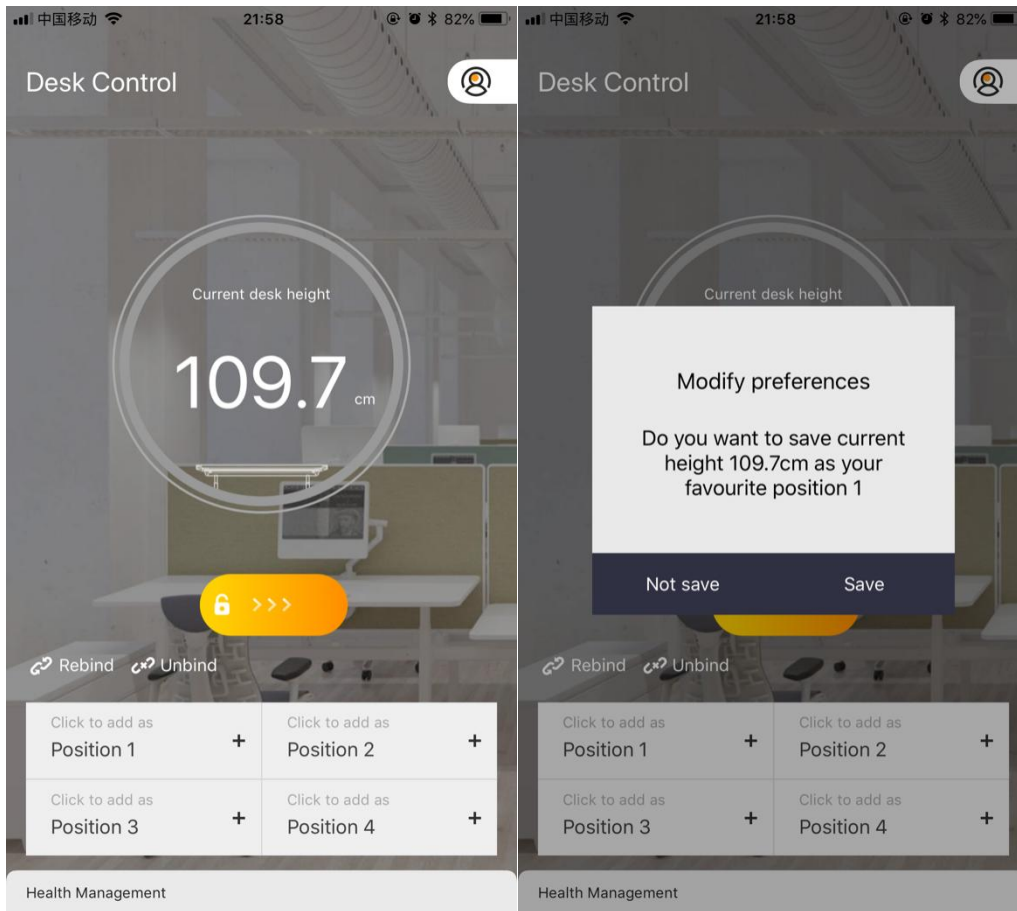 中国移动
21:58
82%
Desk Control
Current desk height
109.7 cm
>>>
Rebind Unbind
Click to add as
Position 1 +
Click to add as
Position 2 +
Click to add as
Position 3 +
Click to add as
Position 4 +
Health Management
中国移动
21:58
82%
Desk Control
Current desk height
Modify preferences
Do you want to save current
height 109.7cm as your
favourite position 1
Not save Save
Rebind Unbind
Click to add as
Position 1 +
Click to add as
Position 2 +
Click to add as
Position 3 +
Click to add as
Position 4 +
Health Management